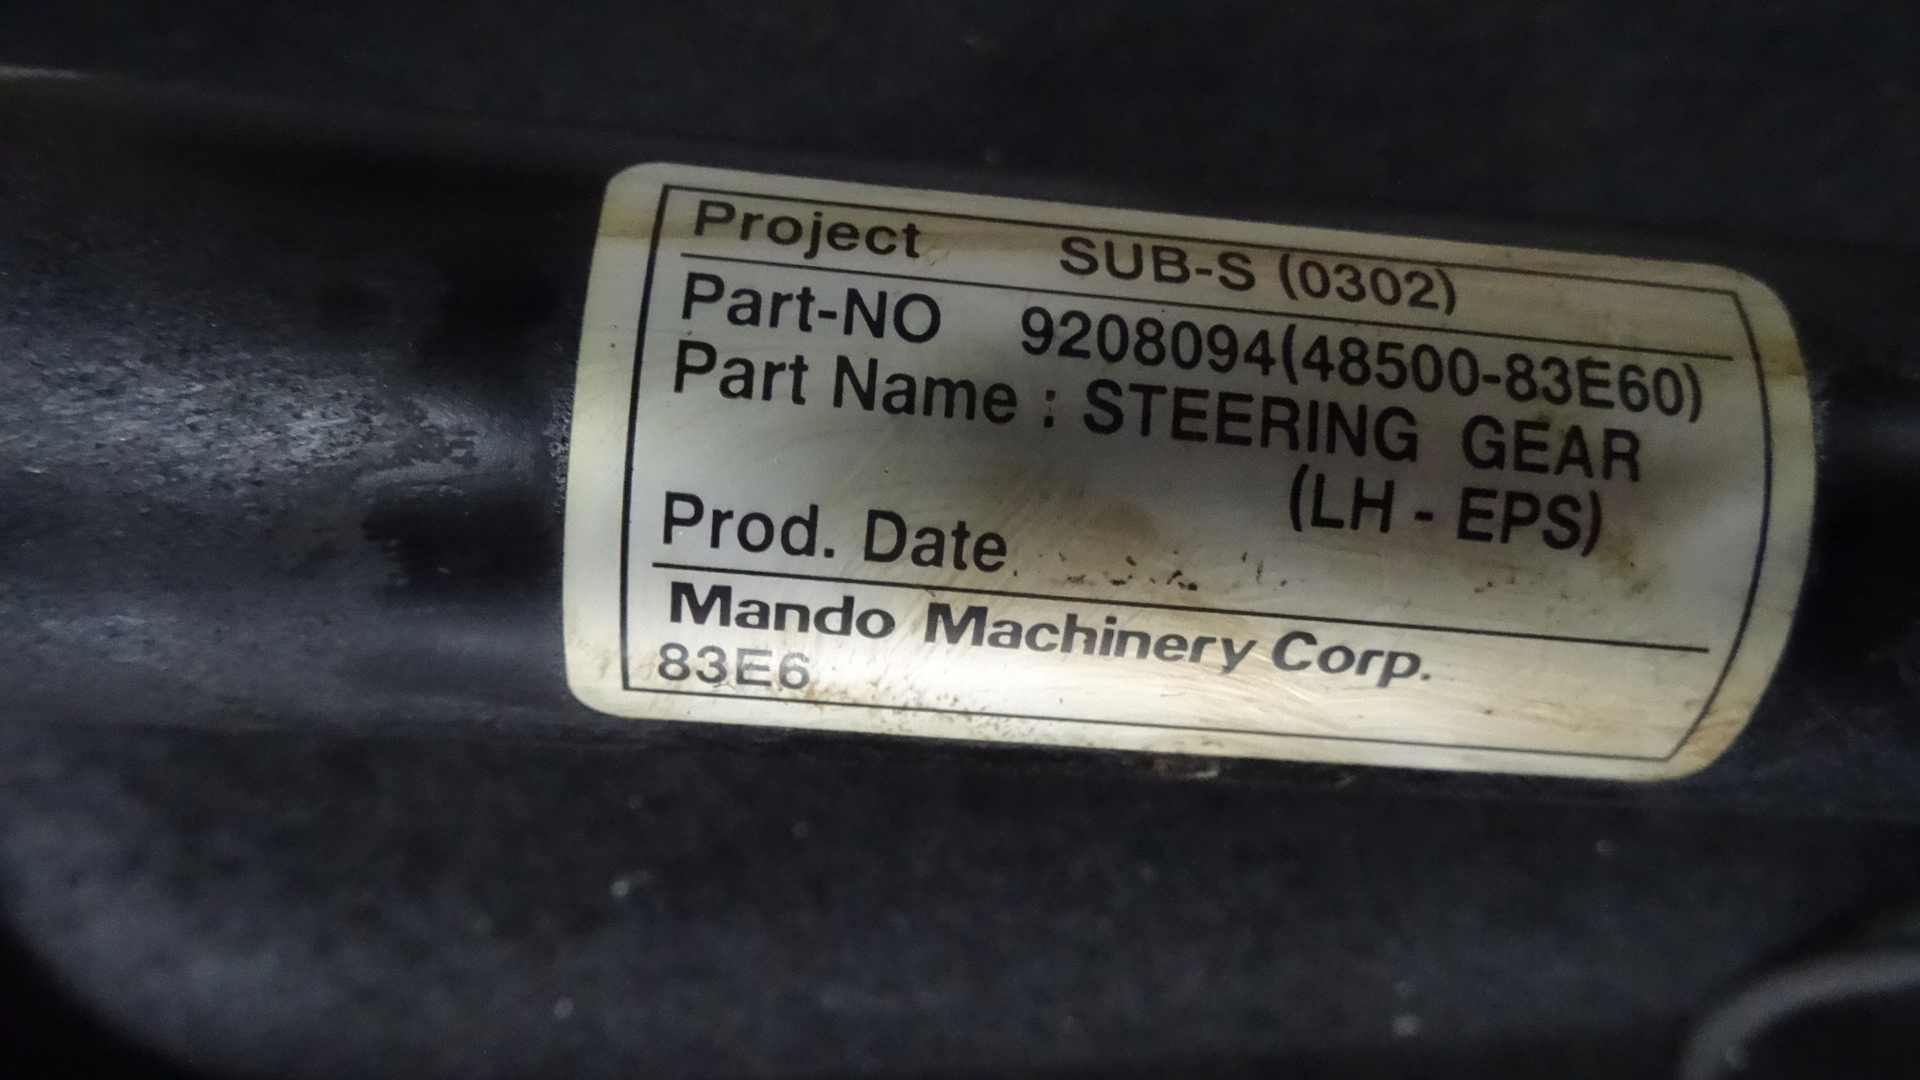 Project SUB-S (0302)
Part-NO 9208094(48500-83E60)
Part Name : STEERING GEAR
(LH - EPS)
Prod. Date
Mando Machinery Corp.
83E6